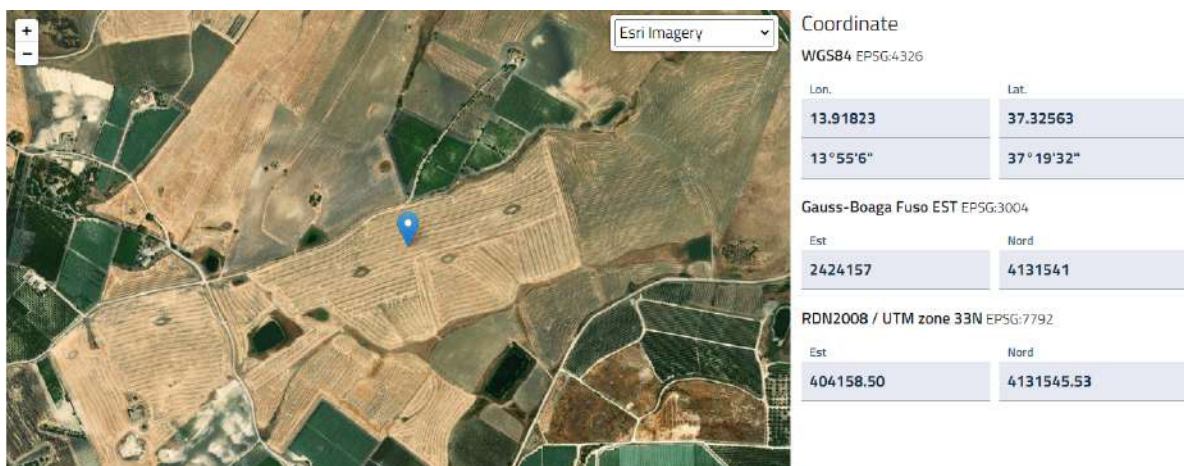 +
−
Esri Imagery
Coordinate
WGS84 EPSG:4326
Lon. Lat.
13.91823 37.32563
13°55'6" 37°19'32"
Gauss-Boaga Fuso EST EPSG:3004
Est Nord
2424157 4131541
RDN2008 / UTM zone 33N EPSG:7792
Est Nord
404158.50 4131545.53